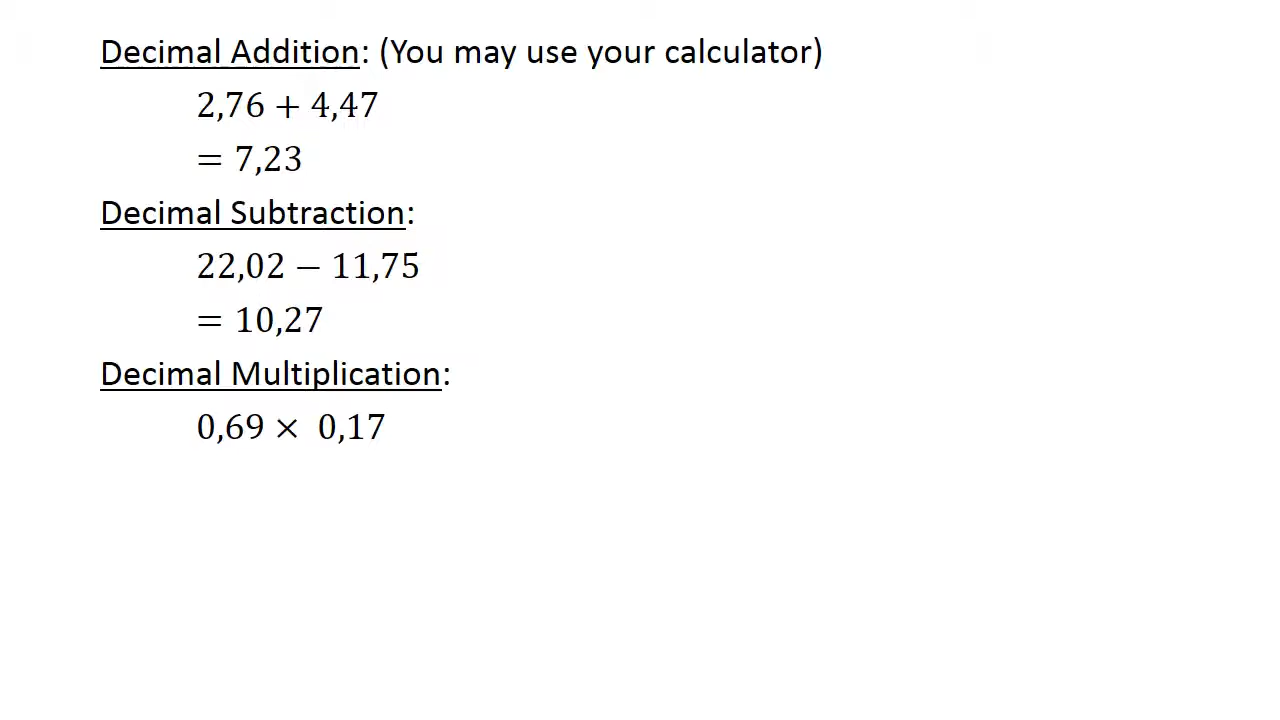 Decimal Addition: (You may use your calculator)
2,76 + 4,47
= 7,23
Decimal Subtraction:
22,02 − 11,75
= 10,27
Decimal Multiplication:
0,69 × 0,17